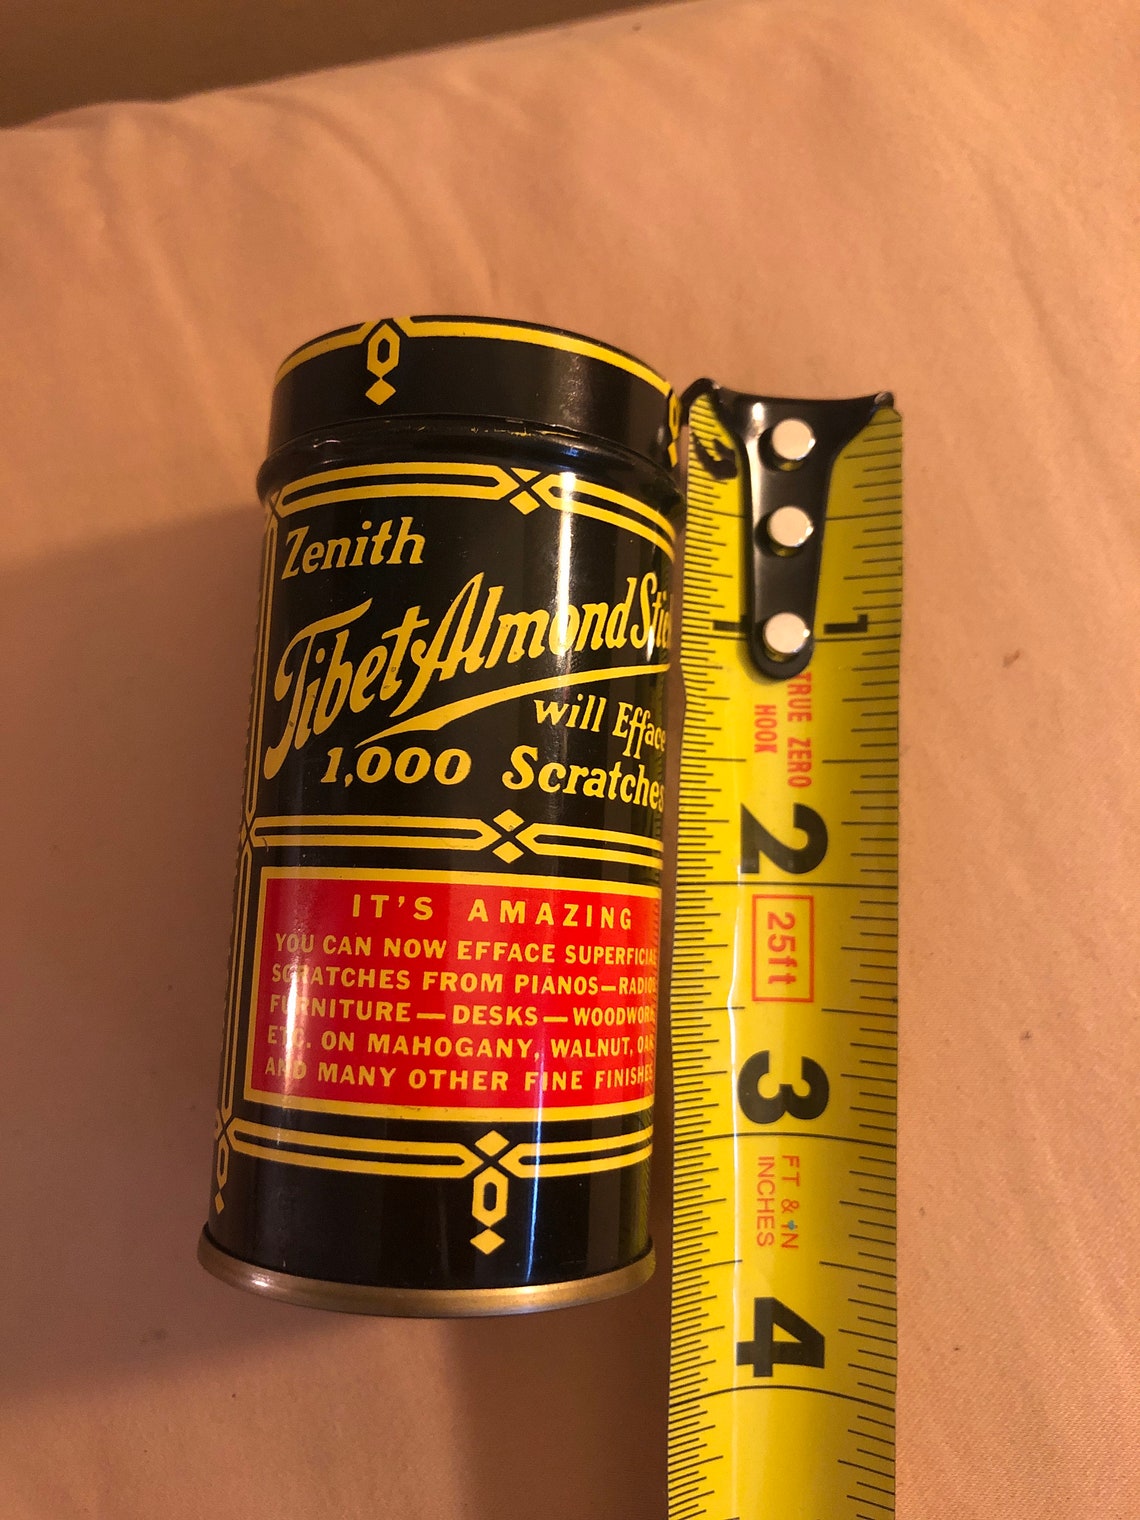 Zenith
Tibet Almond Stic
will Efface
1,000 Scratches
IT'S AMAZING
YOU CAN NOW EFFACE SUPERFICIAL
SCRATCHES FROM PIANOS—RADIOS
FURNITURE—DESKS—WOODWORK
ETC. ON MAHOGANY, WALNUT, OAK
AND MANY OTHER FINE FINISHES
1
TRUE ZERO
HOOK
2
25ft
3
FT & IN
INCHES
4